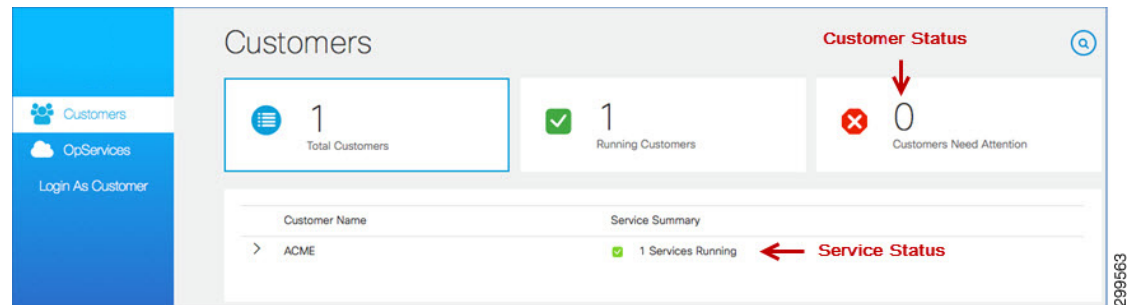 Customers
Customer Status
Customers
OpServices
Login As Customer
1
Total Customers
1
Running Customers
0
Customers Need Attention
Customer Name
Service Summary
ACME
1 Services Running
Service Status
299563